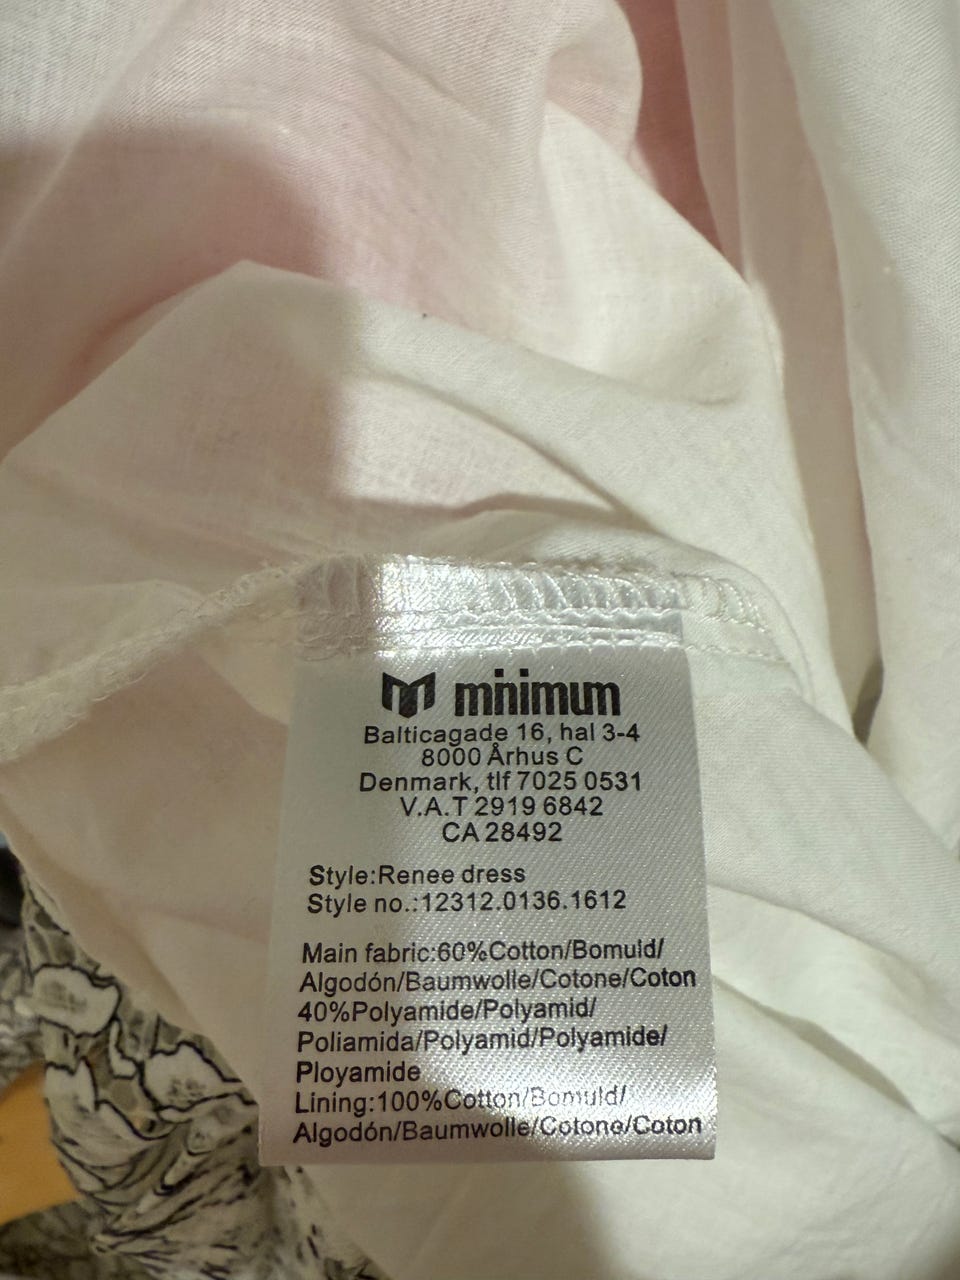 minimum
Balticagade 16, hal 3-4
8000 Århus C
Denmark, tlf 7025 0531
V.A.T 2919 6842
CA 28492
Style:Renee dress
Style no.:12312.0136.1612
Main fabric:60%Cotton/Bomuld/
Algodón/Baumwolle/Cotone/Coton
40%Polyamide/Polyamid/
Poliamida/Polyamid/Polyamide/
Ployamide
Lining:100%Cotton/Bomuld/
Algodón/Baumwolle/Cotone/Coton